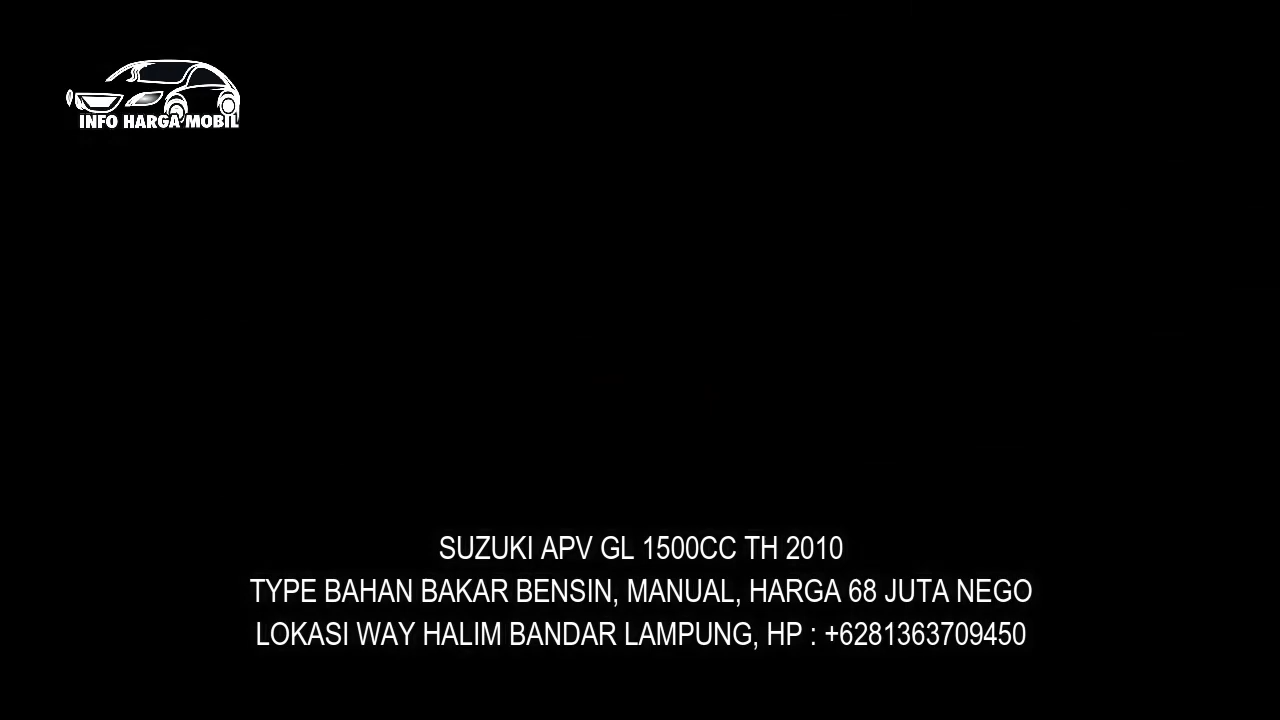 INFO HARGA MOBIL
SUZUKI APV GL 1500CC TH 2010
TYPE BAHAN BAKAR BENSIN, MANUAL, HARGA 68 JUTA NEGO
LOKASI WAY HALIM BANDAR LAMPUNG, HP : +6281363709450